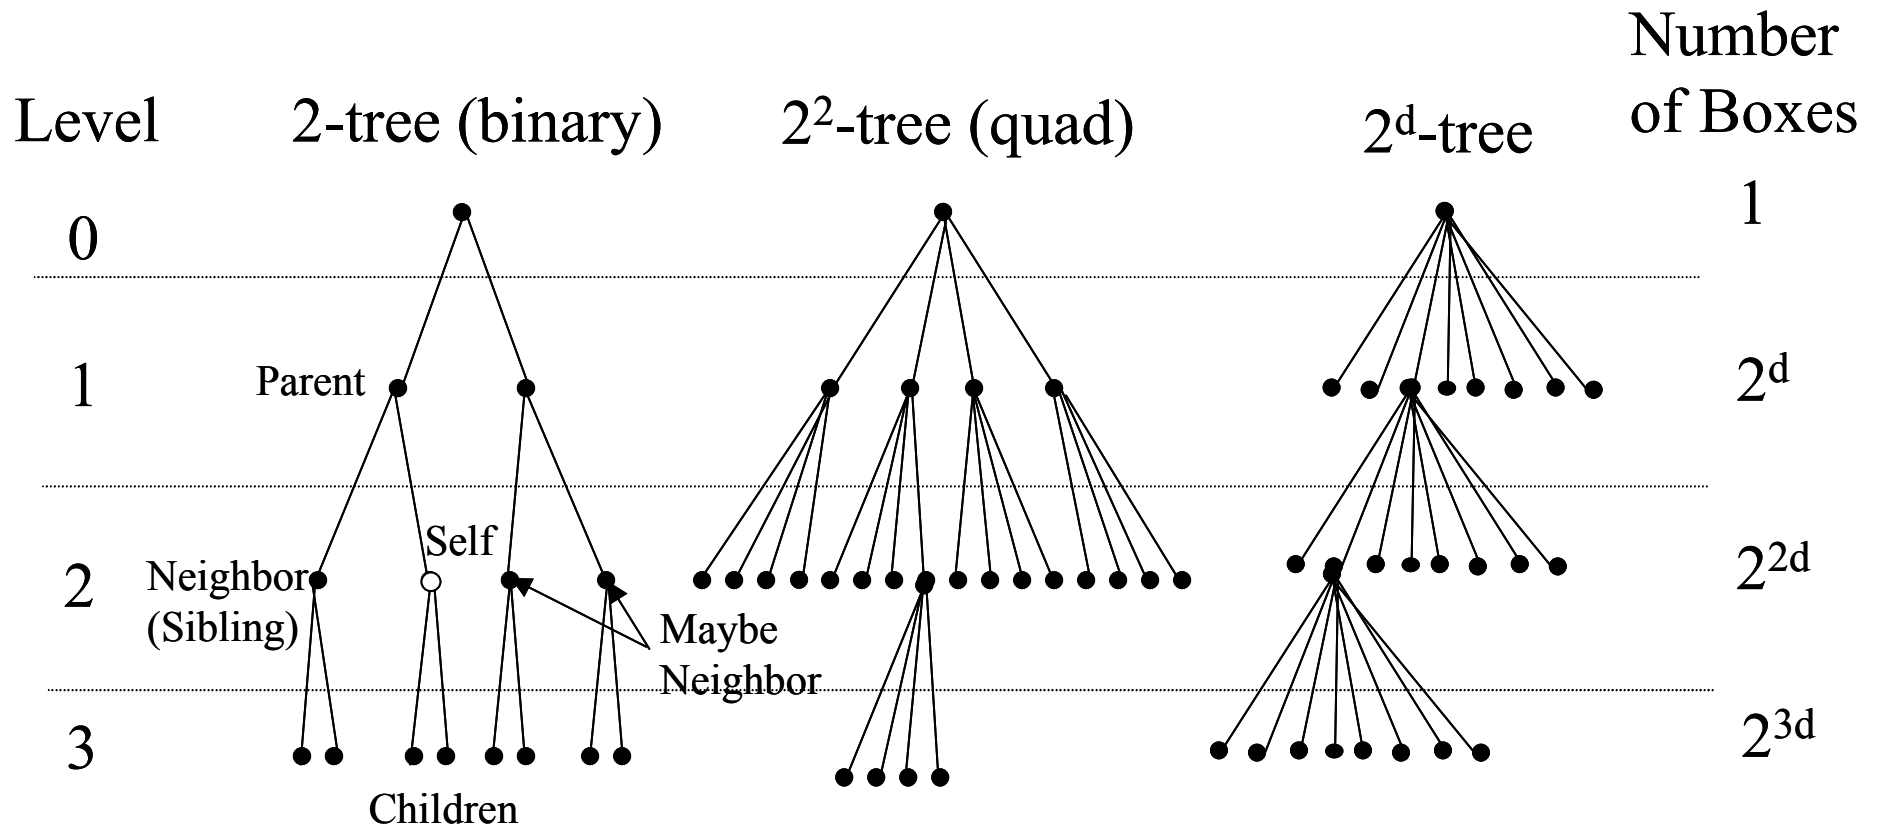 Number
of Boxes
Level
2-tree (binary)
2²-tree (quad)
2ᵈ-tree
0
1
1
Parent
2ᵈ
2
Self
Neighbor
(Sibling)
Maybe
Neighbor
2²ᵈ
3
2³ᵈ
Children